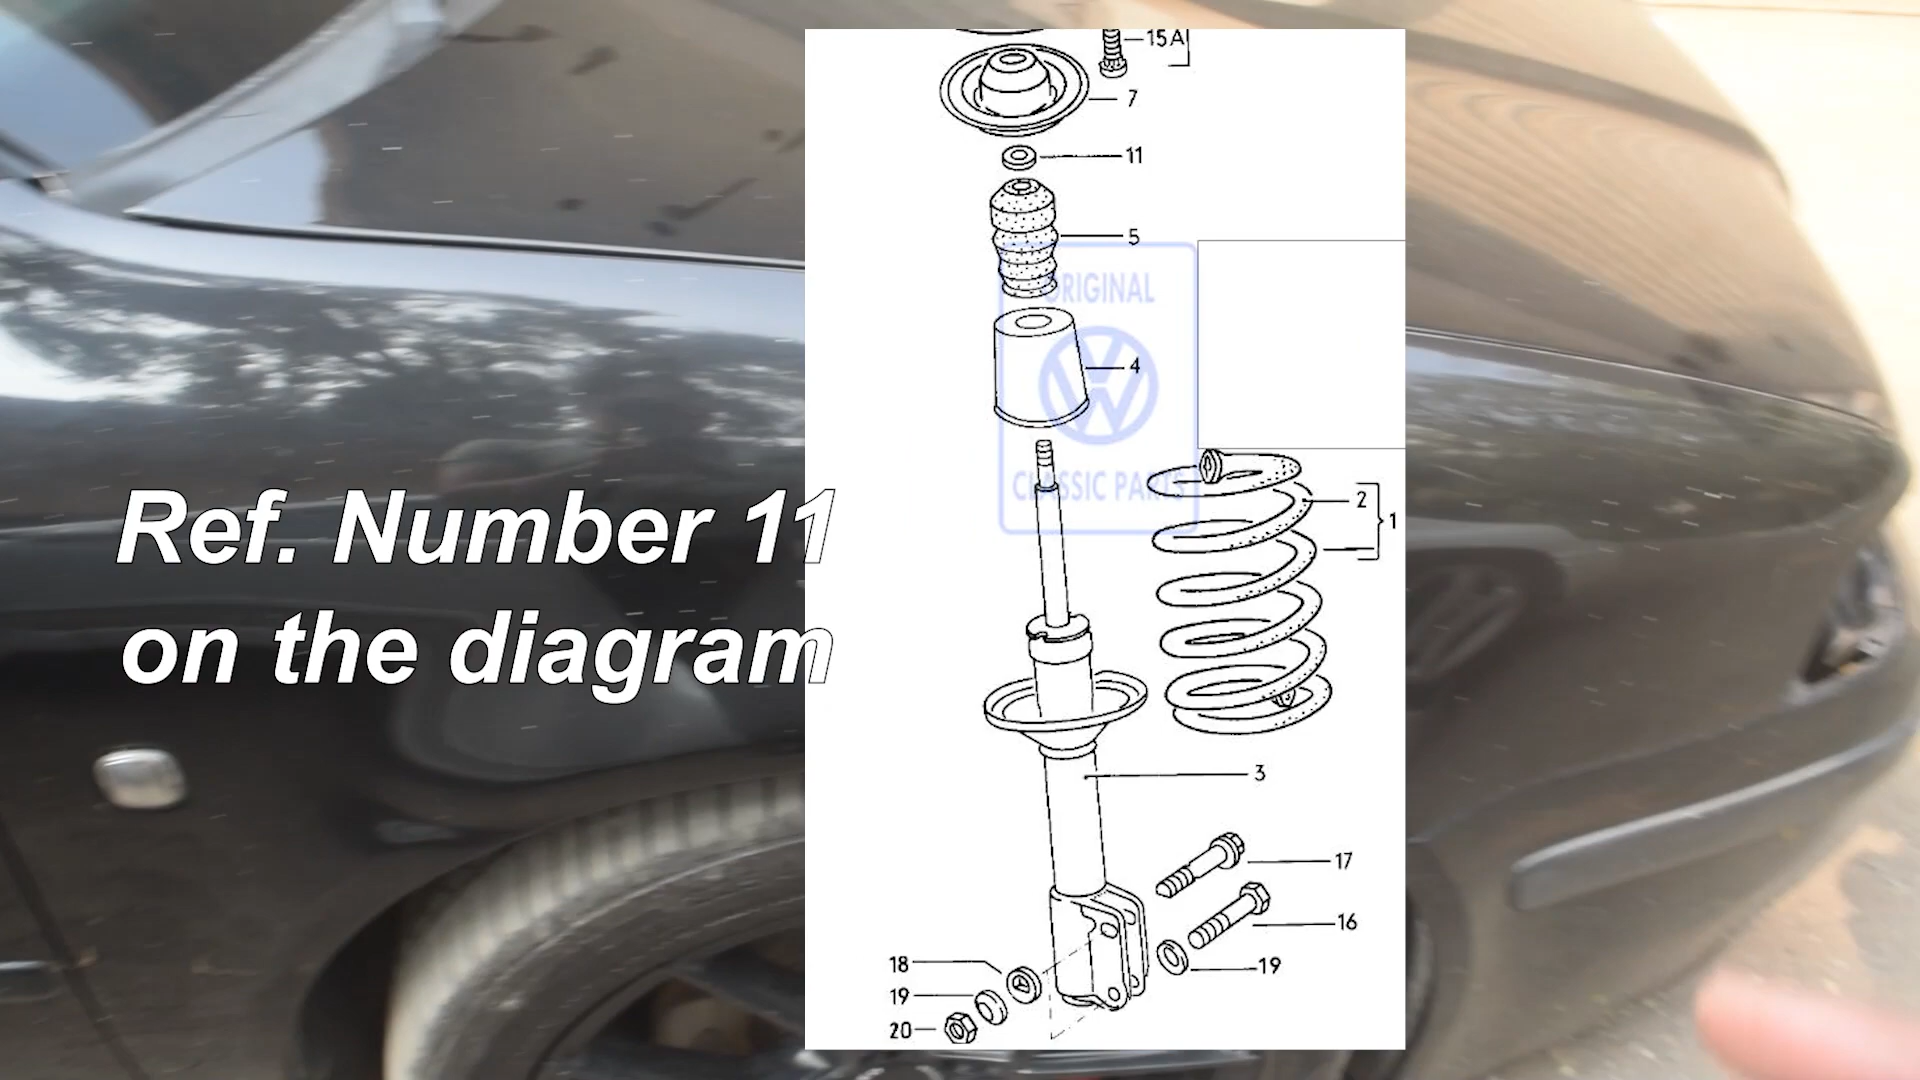 15A
7
11
5
ORIGINAL
4
CLASSIC PARTS
2
1
Ref. Number 11
on the diagram
3
17
16
18
19
19
20